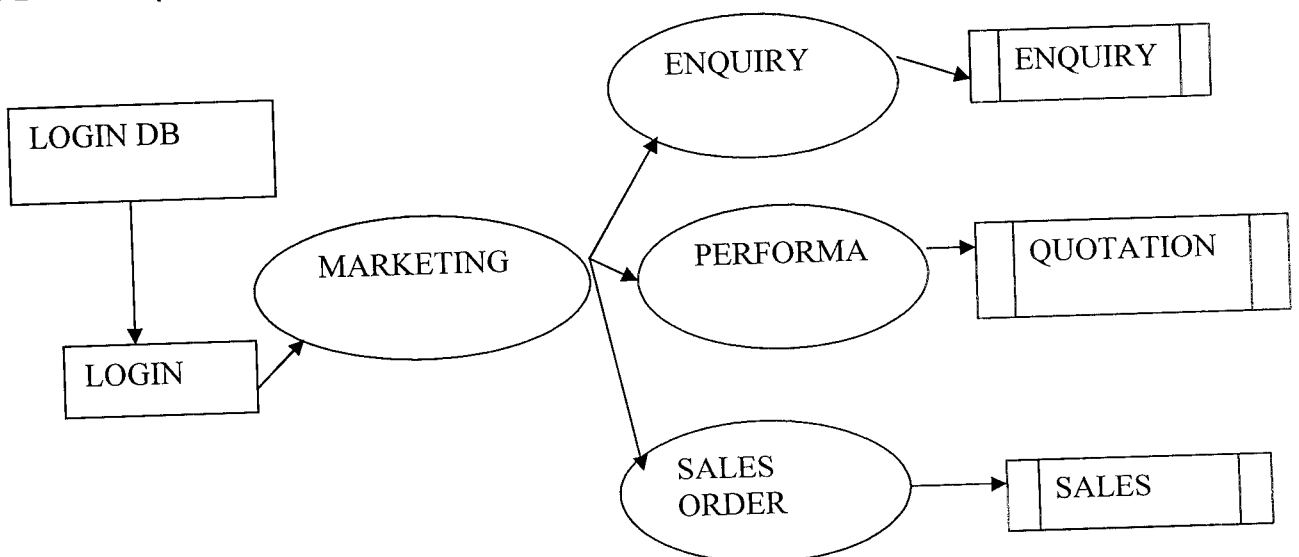 ENQUIRY
ENQUIRY
LOGIN DB
MARKETING
PERFORMA
QUOTATION
LOGIN
SALES
ORDER
SALES